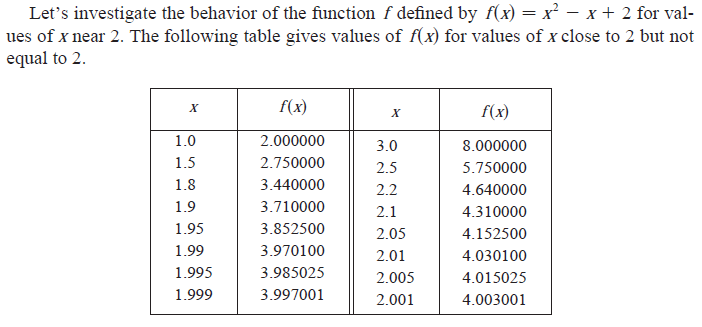 Let's investigate the behavior of the function f defined by f(x) = x² − x + 2 for val-
ues of x near 2. The following table gives values of f(x) for values of x close to 2 but not
equal to 2.
x f(x) x f(x)
1.0 2.000000 3.0 8.000000
1.5 2.750000 2.5 5.750000
1.8 3.440000 2.2 4.640000
1.9 3.710000 2.1 4.310000
1.95 3.852500 2.05 4.152500
1.99 3.970100 2.01 4.030100
1.995 3.985025 2.005 4.015025
1.999 3.997001 2.001 4.003001